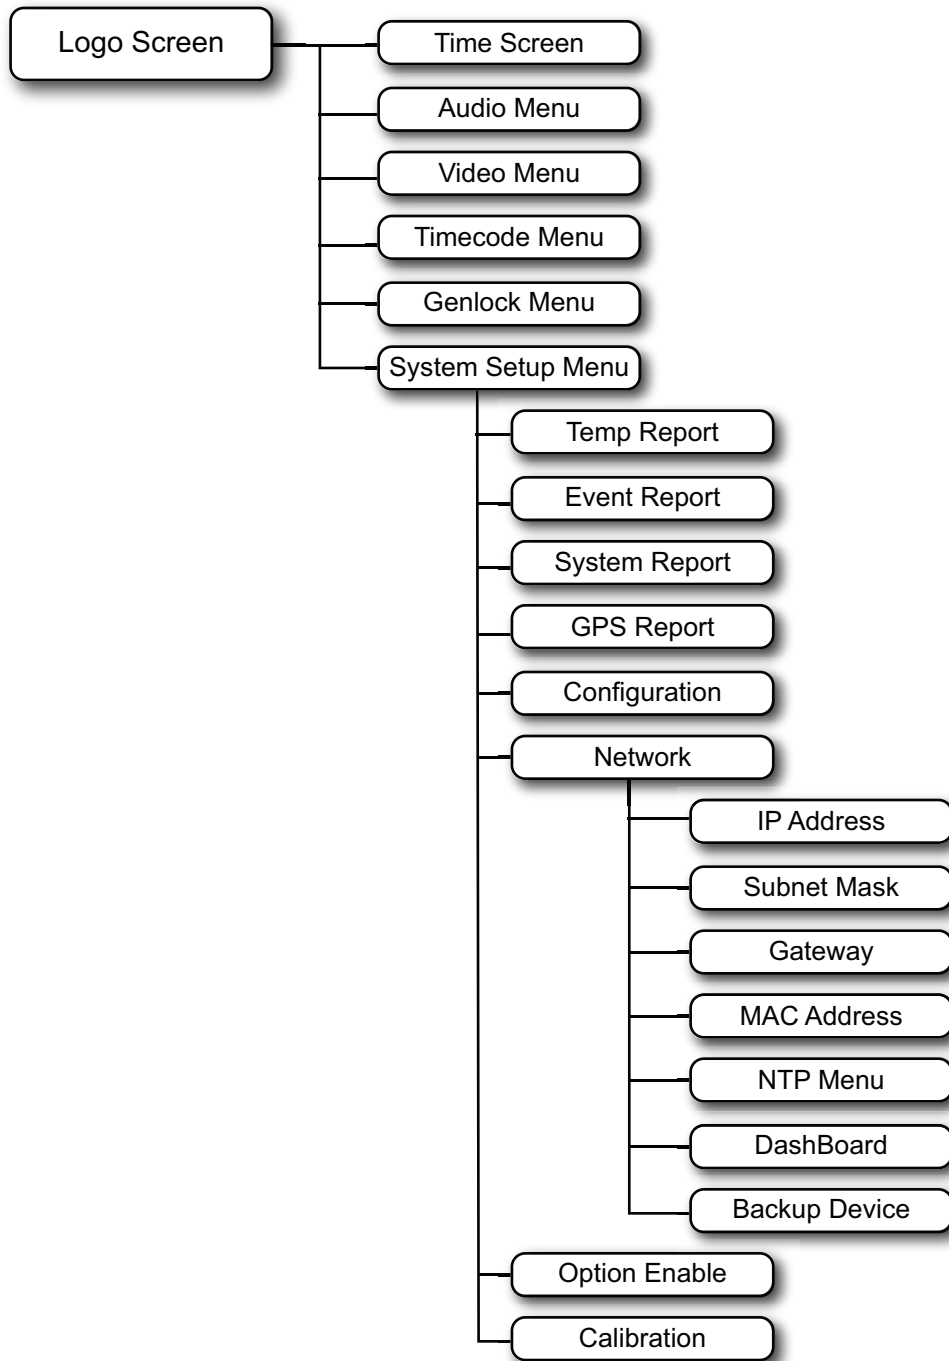 Logo Screen
Time Screen
Audio Menu
Video Menu
Timecode Menu
Genlock Menu
System Setup Menu
Temp Report
Event Report
System Report
GPS Report
Configuration
Network
IP Address
Subnet Mask
Gateway
MAC Address
NTP Menu
DashBoard
Backup Device
Option Enable
Calibration